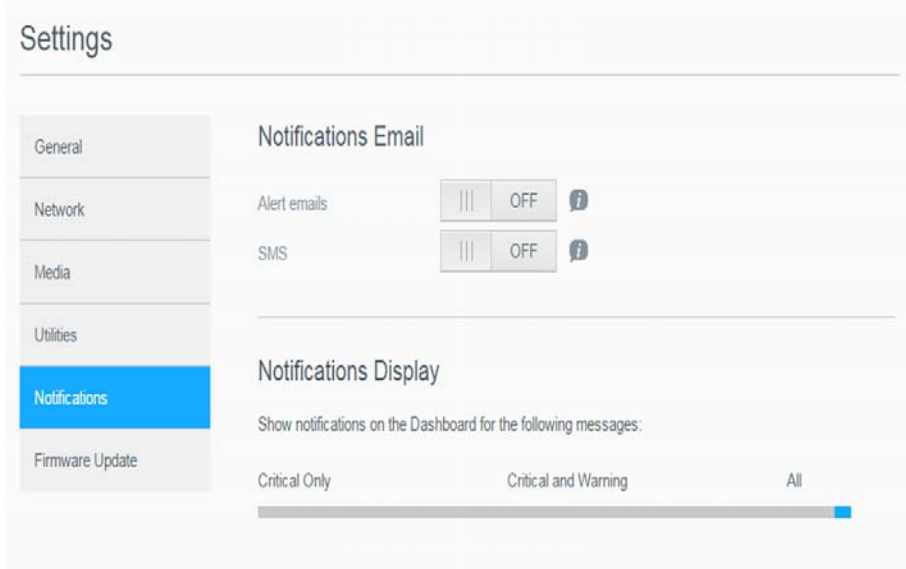 Settings
General
Network
Media
Utilities
Notifications
Firmware Update
Notifications Email
Alert emails OFF i
SMS OFF i
Notifications Display
Show notifications on the Dashboard for the following messages:
Critical Only Critical and Warning All